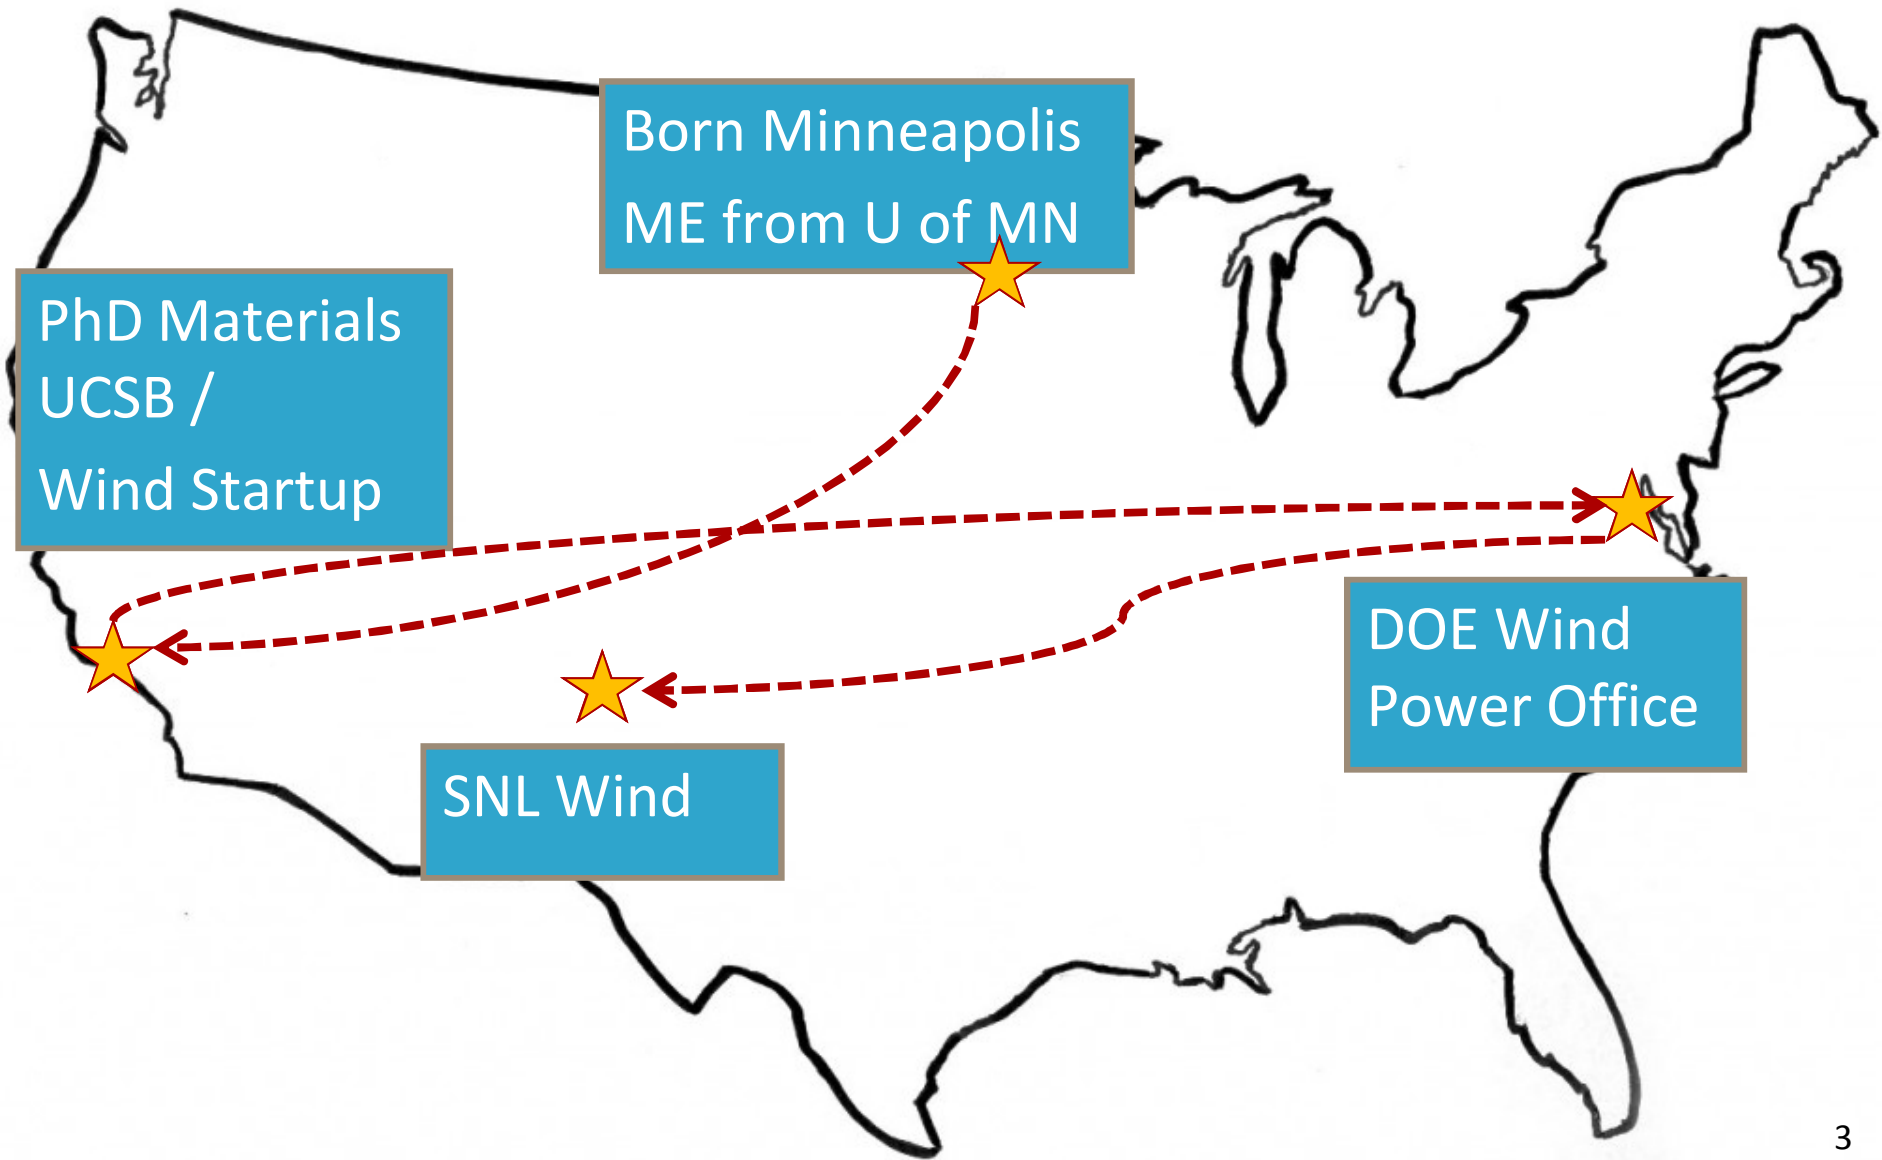 Born Minneapolis
ME from U of MN
PhD Materials
UCSB /
Wind Startup
DOE Wind
Power Office
SNL Wind
3